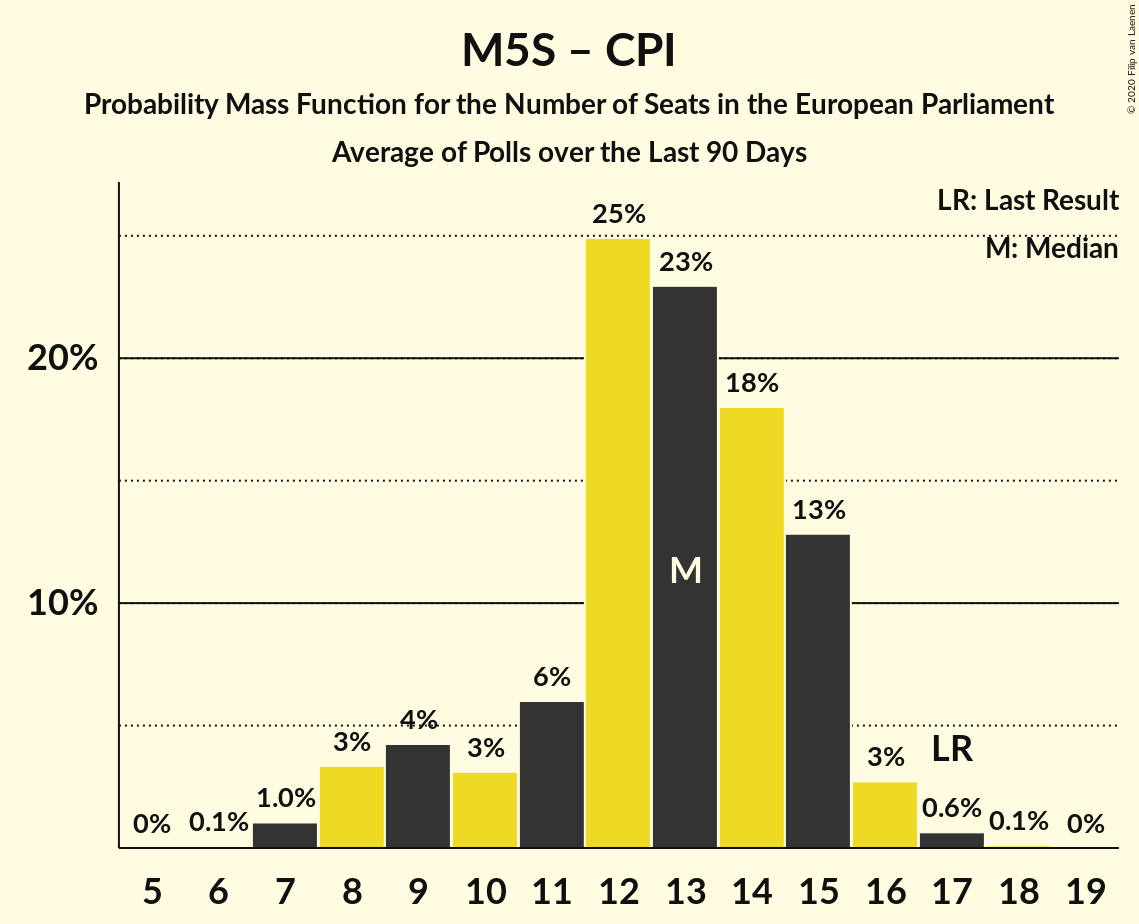 M5S – CPI
Probability Mass Function for the Number of Seats in the European Parliament
Average of Polls over the Last 90 Days
© 2020 Filip van Laenen
LR: Last Result
M: Median
20%
10%
0%
0.1%
1.0%
3%
4%
3%
6%
25%
23%
18%
13%
3%
0.6%
0.1%
0%
M
LR
5 6 7 8 9 10 11 12 13 14 15 16 17 18 19